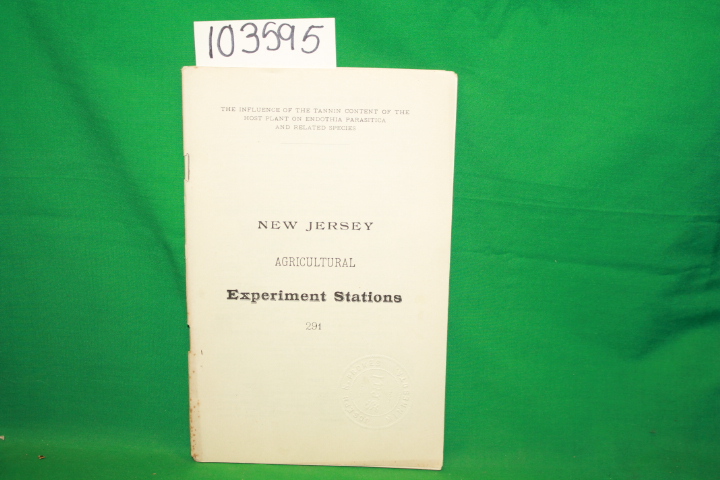 103595
THE INFLUENCE OF THE TANNIN CONTENT OF THE
HOST PLANT ON ENDOTHIA PARASITICA
AND RELATED SPECIES
NEW JERSEY
AGRICULTURAL
Experiment Stations
291